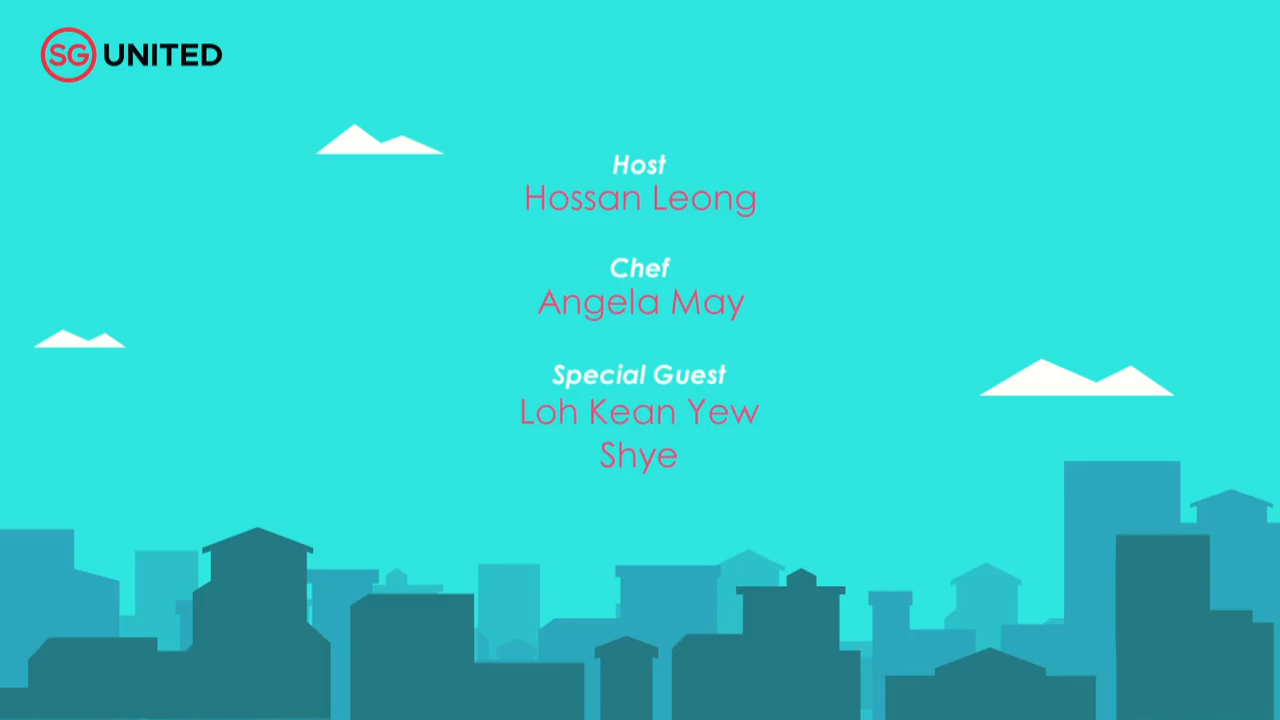 SG UNITED
Host
Hossan Leong
Chef
Angela May
Special Guest
Loh Kean Yew
Shye